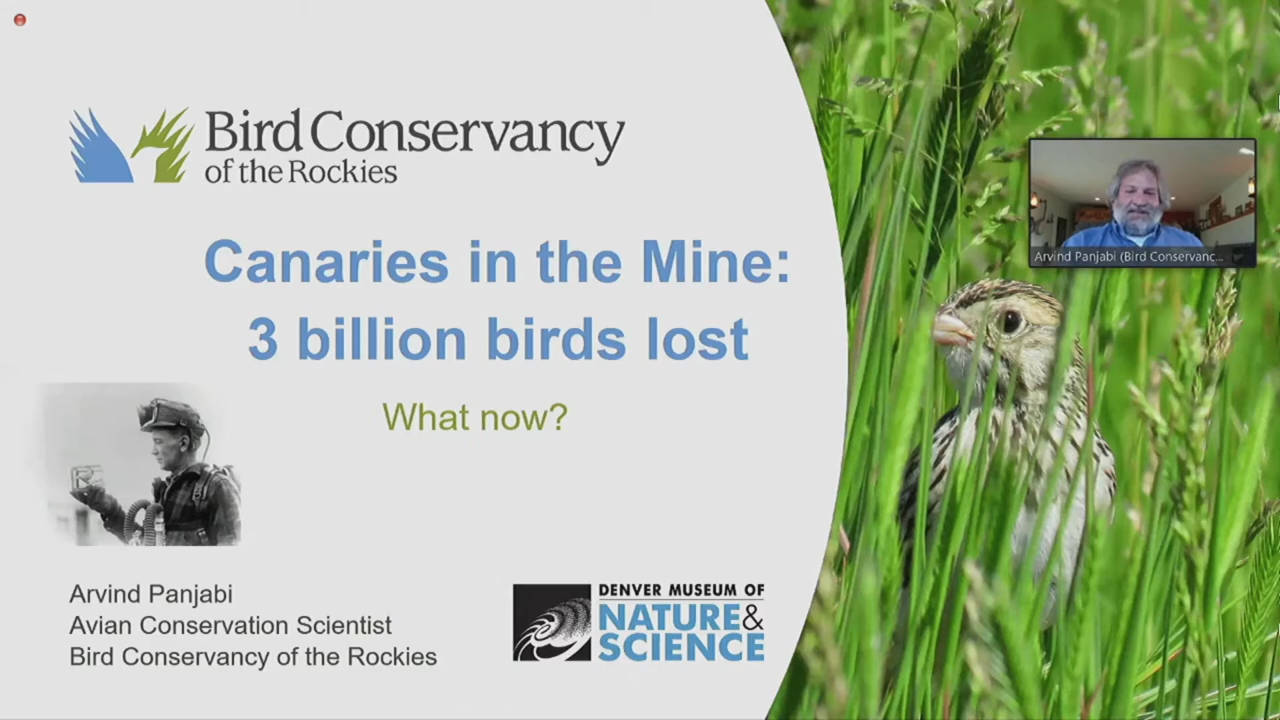 Bird Conservancy
of the Rockies
Canaries in the Mine:
3 billion birds lost
What now?
Arvind Panjabi
Avian Conservation Scientist
Bird Conservancy of the Rockies
DENVER MUSEUM OF
NATURE&
SCIENCE
Arvind Panjabi (Bird Conservanc...